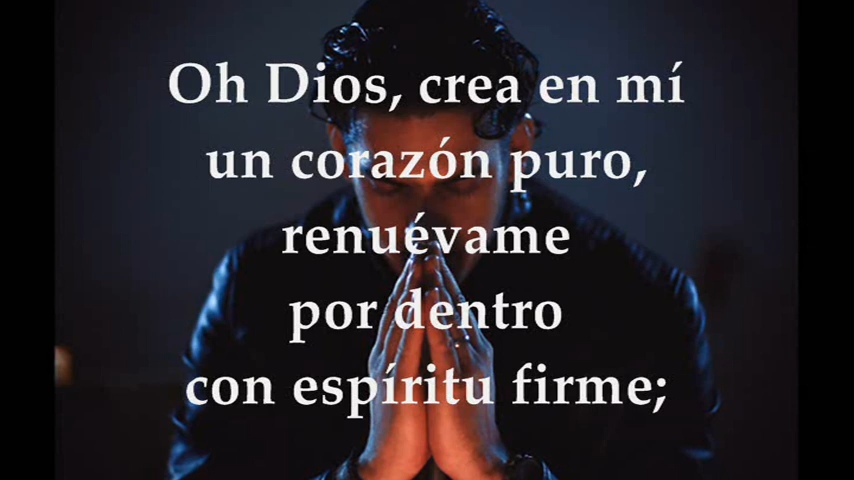 Oh Dios, crea en mí
un corazón puro,
renuévame
por dentro
con espíritu firme;